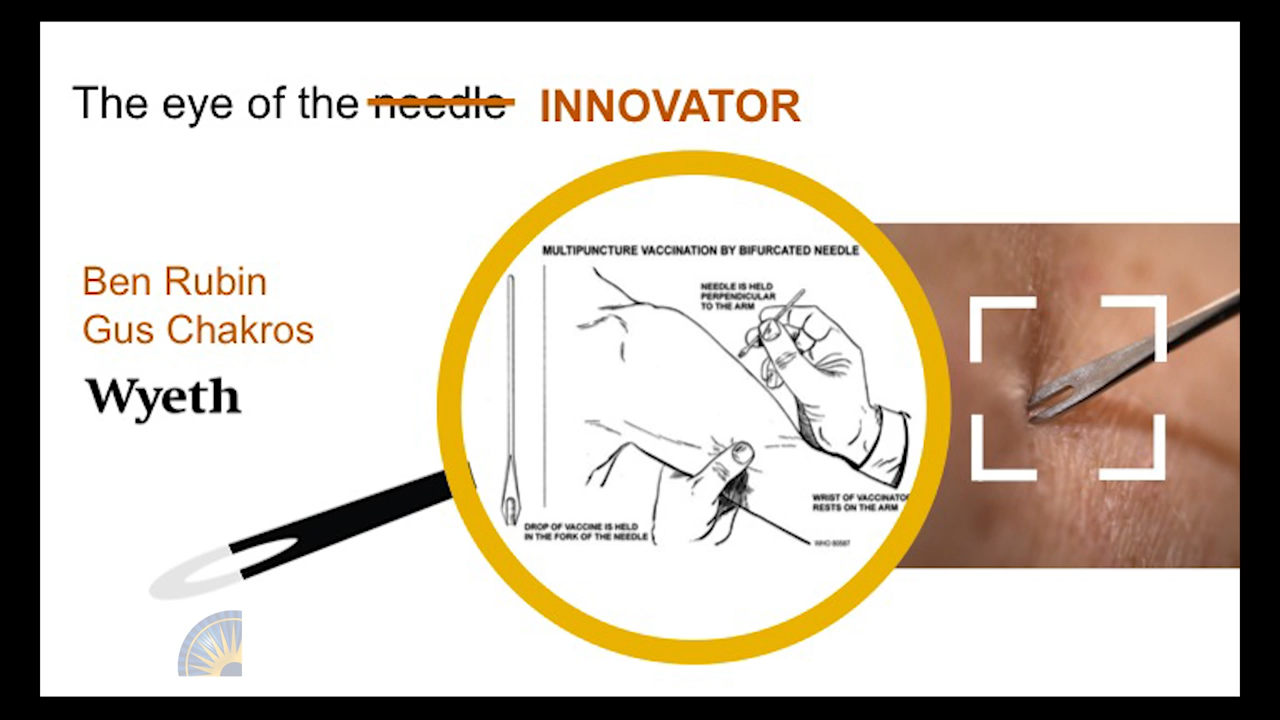 The eye of the needle INNOVATOR
Ben Rubin
Gus Chakros
Wyeth
MULTIPUNCTURE VACCINATION BY BIFURCATED NEEDLE
NEEDLE IS HELD
PERPENDICULAR
TO THE ARM
WRIST OF VACCINATOR
RESTS ON THE ARM
DROP OF VACCINE IS HELD
IN THE FORK OF THE NEEDLE